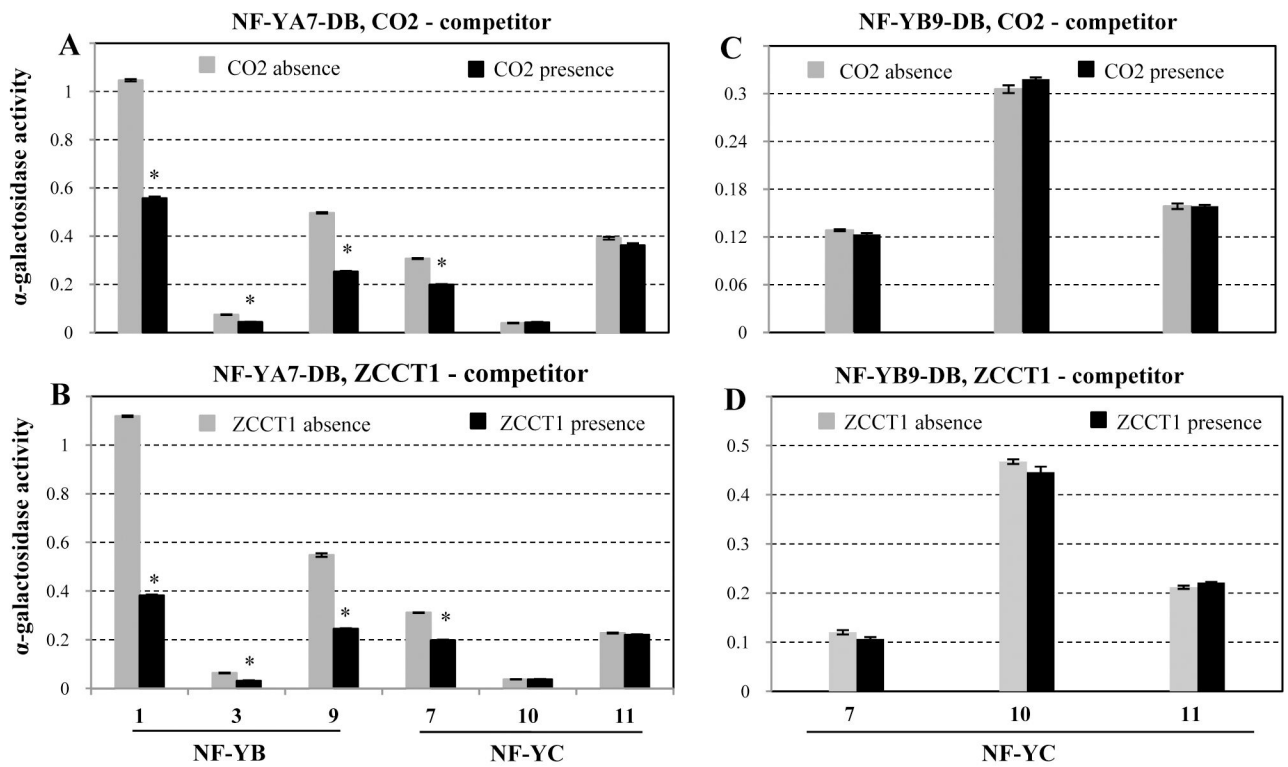 NF-YA7-DB, CO2 - competitor
A
CO2 absence
CO2 presence
α-galactosidase activity
1
0.8
0.6
0.4
0.2
0
*
*
*
*
NF-YB9-DB, CO2 - competitor
C
CO2 absence
CO2 presence
0.3
0.24
0.18
0.12
0.06
0
NF-YA7-DB, ZCCT1 - competitor
B
ZCCT1 absence
ZCCT1 presence
α-galactosidase activity
1
0.8
0.6
0.4
0.2
0
*
*
*
*
1 3 9 7 10 11
NF-YB NF-YC
NF-YB9-DB, ZCCT1 - competitor
D
ZCCT1 absence
ZCCT1 presence
0.5
0.4
0.3
0.2
0.1
0
7 10 11
NF-YC